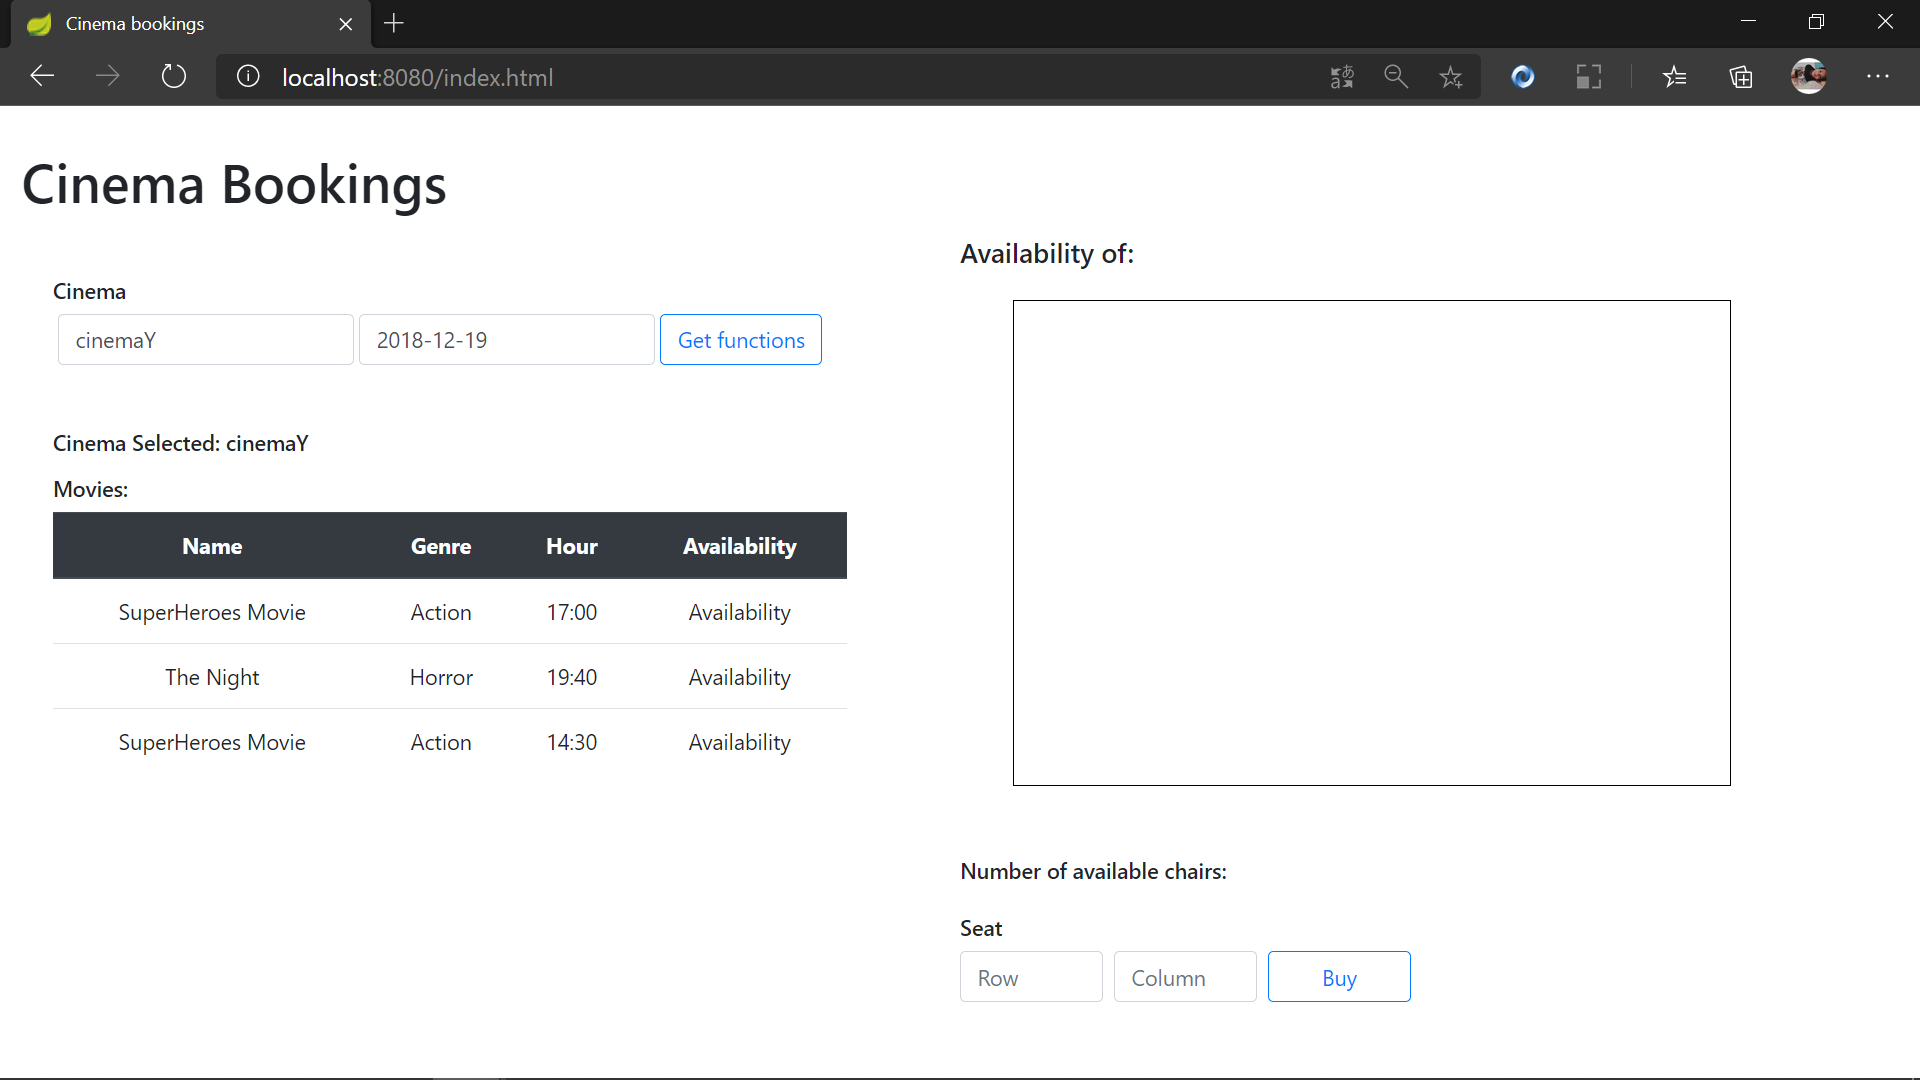 Cinema bookings
localhost:8080/index.html
Cinema Bookings
Cinema
cinemaY 2018-12-19 Get functions
Cinema Selected: cinemaY
Movies:
Name Genre Hour Availability
SuperHeroes Movie Action 17:00 Availability
The Night Horror 19:40 Availability
SuperHeroes Movie Action 14:30 Availability
Availability of:
Number of available chairs:
Seat
Row Column Buy